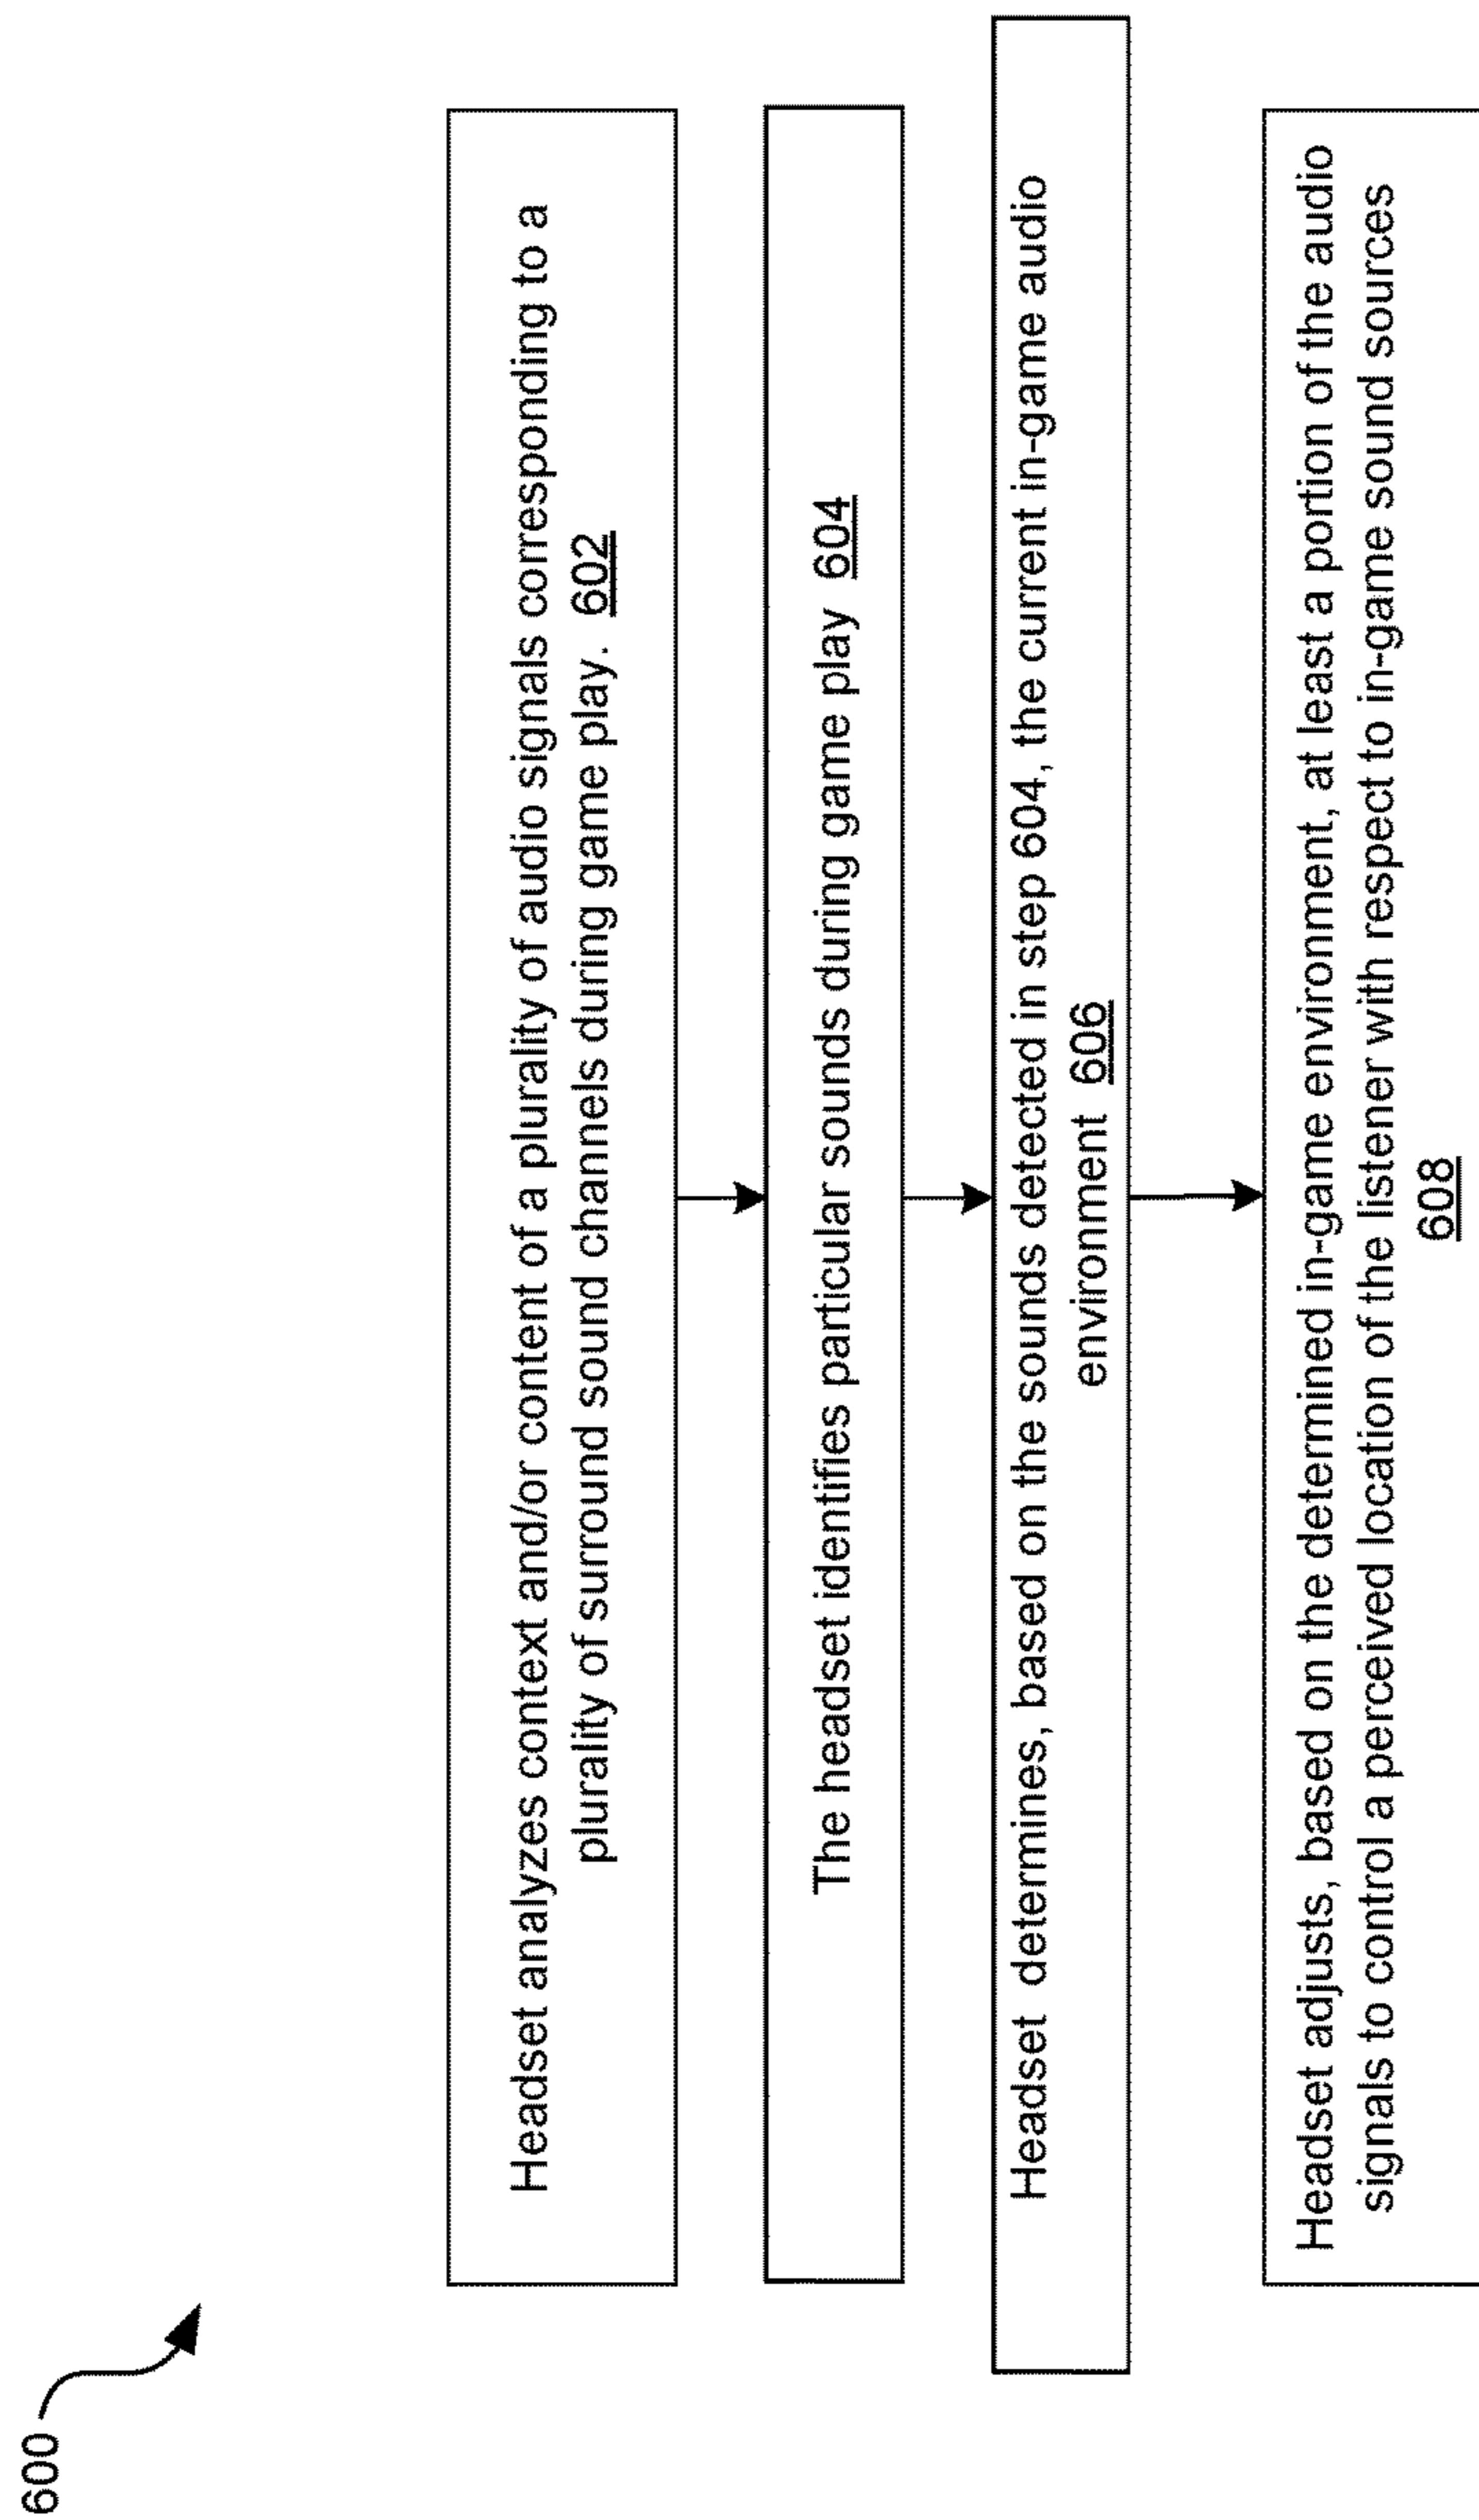 600
Headset analyzes context and/or content of a plurality of audio signals corresponding to a
plurality of surround sound channels during game play. 602
The headset identifies particular sounds during game play 604
Headset determines, based on the sounds detected in step 604, the current in-game audio
environment 606
Headset adjusts, based on the determined in-game environment, at least a portion of the audio
signals to control a perceived location of the listener with respect to in-game sound sources
608